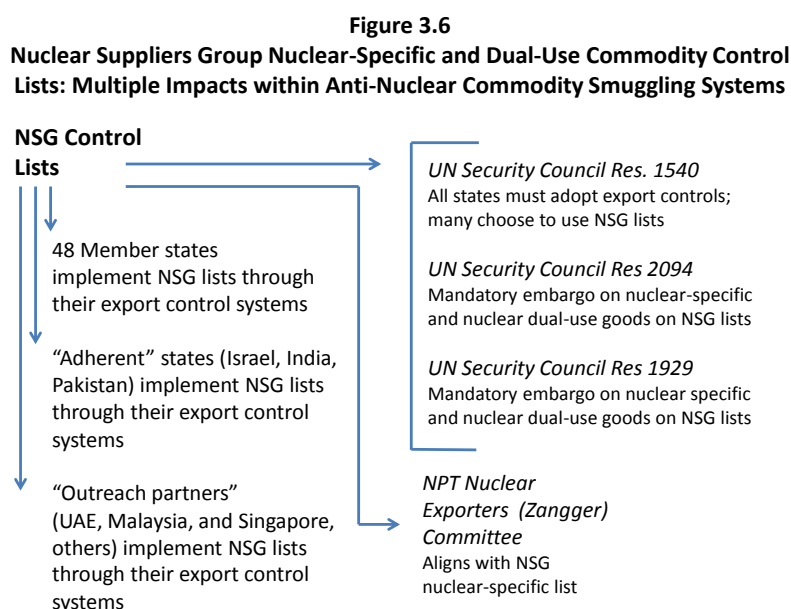 Figure 3.6
Nuclear Suppliers Group Nuclear-Specific and Dual-Use Commodity Control
Lists: Multiple Impacts within Anti-Nuclear Commodity Smuggling Systems
NSG Control
Lists
48 Member states
implement NSG lists through
their export control systems
“Adherent” states (Israel, India,
Pakistan) implement NSG lists
through their export control
systems
“Outreach partners”
(UAE, Malaysia, and Singapore,
others) implement NSG lists
through their export control
systems
UN Security Council Res. 1540
All states must adopt export controls;
many choose to use NSG lists
UN Security Council Res 2094
Mandatory embargo on nuclear-specific
and nuclear dual-use goods on NSG lists
UN Security Council Res 1929
Mandatory embargo on nuclear specific
and nuclear dual-use goods on NSG lists
NPT Nuclear
Exporters (Zangger)
Committee
Aligns with NSG
nuclear-specific list